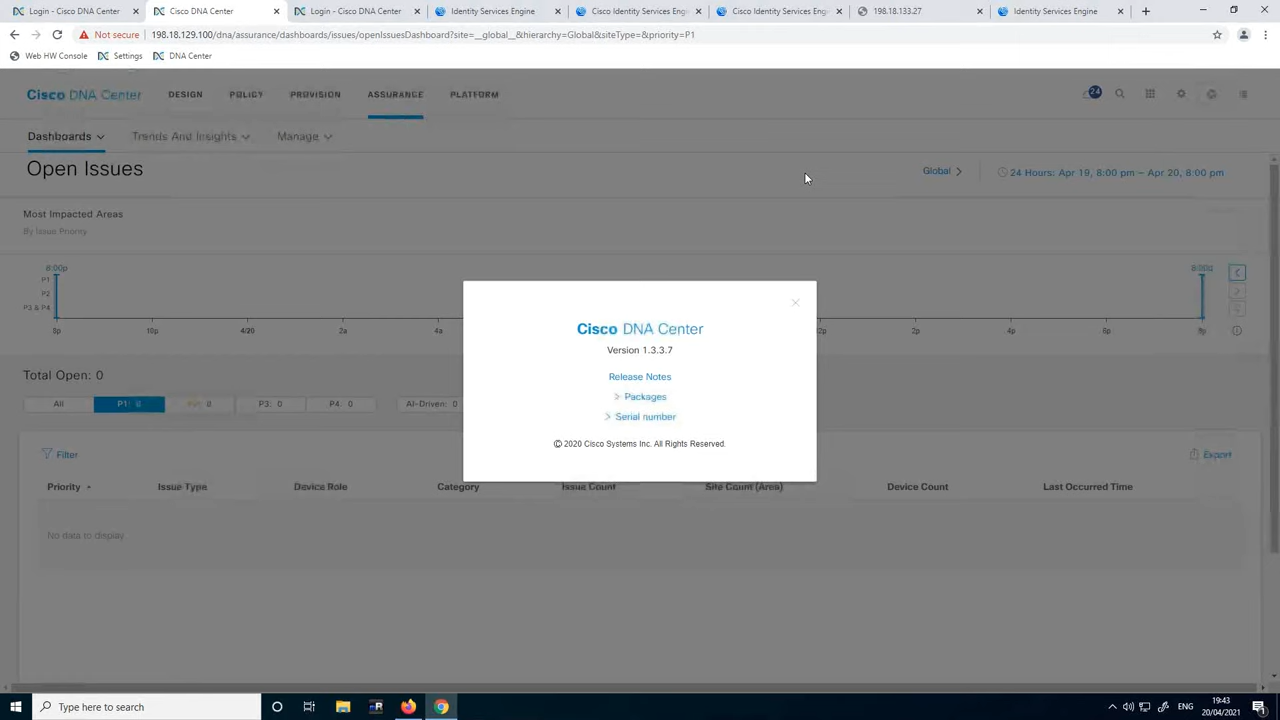 Login - Cisco DNA Center
Cisco DNA Center
Login - Cisco DNA Center
Identity Services Engine
Cisco Identity Services Eng
Cisco Identity Services Eng
198.18.133.27
Identity Services Engine
Not secure
198.18.129.100/dna/assurance/dashboards/issues/openIssuesDashboard?site=__global__&hierarchy=Global&siteType=&priority=P1
Web HW Console
Settings
DNA Center
Cisco DNA Center
DESIGN
POLICY
PROVISION
ASSURANCE
PLATFORM
24
Dashboards
Trends And Insights
Manage
Open Issues
Global
24 Hours: Apr 19, 8:00 pm – Apr 20, 8:00 pm
Most Impacted Areas
By Issue Priority
8:00p
8:00p
P1
P2
P3 & P4
8p 10p 4/20 2a 4a 2p 4p 6p 8p
Cisco DNA Center
Version 1.3.3.7
Release Notes
> Packages
> Serial number
© 2020 Cisco Systems Inc. All Rights Reserved.
Total Open: 0
All
P1: 0
P3: 0
P4: 0
AI-Driven: 0
Filter
Export
Priority
Issue Type
Device Role
Category
Issue Count
Site Count (Area)
Device Count
Last Occurred Time
No data to display
Type here to search
ENG
19:43
20/04/2021
1